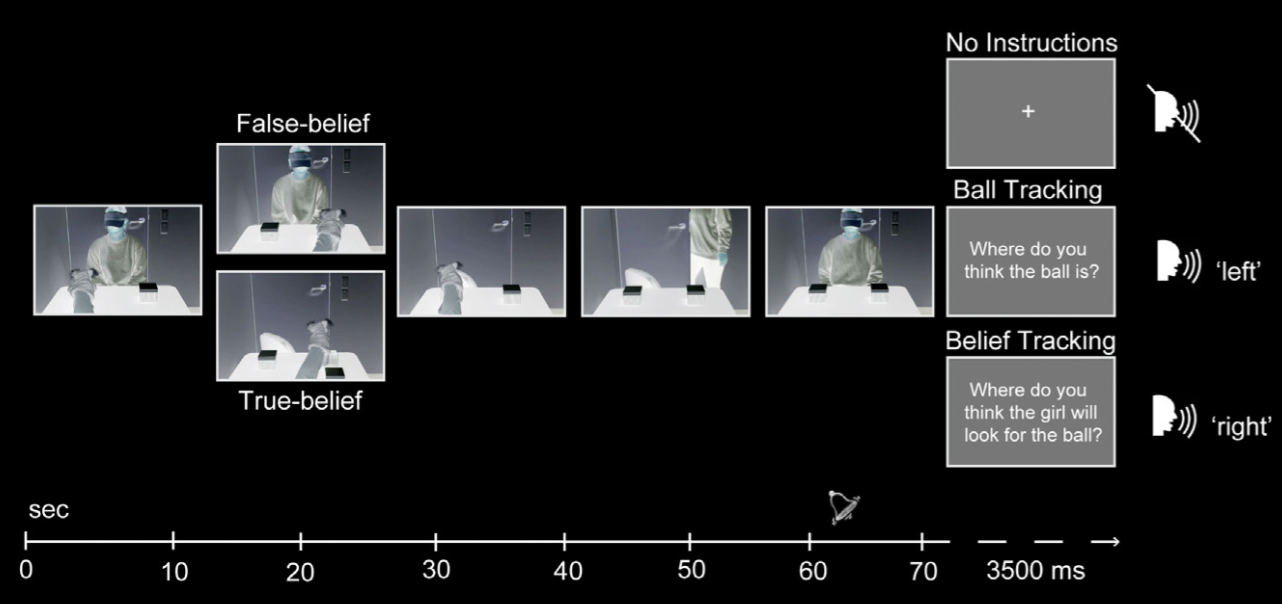 No Instructions
+
False-belief
Ball Tracking
Where do you
think the ball is?
'left'
True-belief
Belief Tracking
Where do you
think the girl will
look for the ball?
'right'
sec
0 10 20 30 40 50 60 70 3500 ms